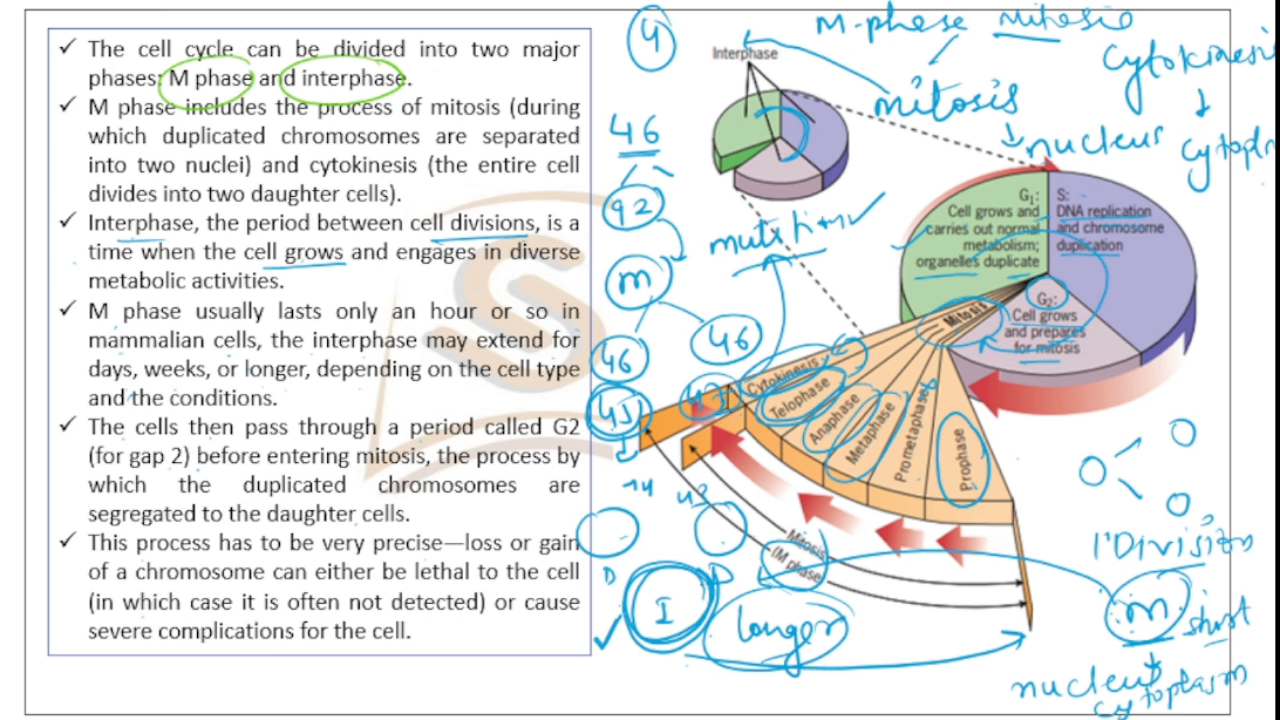 ✓ The cell cycle can be divided into two major
phases: M phase and interphase.
✓ M phase includes the process of mitosis (during
which duplicated chromosomes are separated
into two nuclei) and cytokinesis (the entire cell
divides into two daughter cells).
✓ Interphase, the period between cell divisions, is a
time when the cell grows and engages in diverse
metabolic activities.
✓ M phase usually lasts only an hour or so in
mammalian cells, the interphase may extend for
days, weeks, or longer, depending on the cell type
and the conditions.
✓ The cells then pass through a period called G2
(for gap 2) before entering mitosis, the process by
which the duplicated chromosomes are
segregated to the daughter cells.
✓ This process has to be very precise—loss or gain
of a chromosome can either be lethal to the cell
(in which case it is often not detected) or cause
severe complications for the cell.
M-phase mitosis
Interphase
Cytokinesis
mitosis
nucleus
46
92
mutation
m
46
46
45
47
G1:
Cell grows and
carries out normal
metabolism;
organelles duplicate
S:
DNA replication
and chromosome
duplication
G2:
Cell grows
and prepares
for mitosis
Mitosis
Cytokinesis
Telophase
Anaphase
Metaphase
Prometaphase
Prophase
Mitosis
(M phase
I
longer
Division
m
short
nucleus
cytoplasm